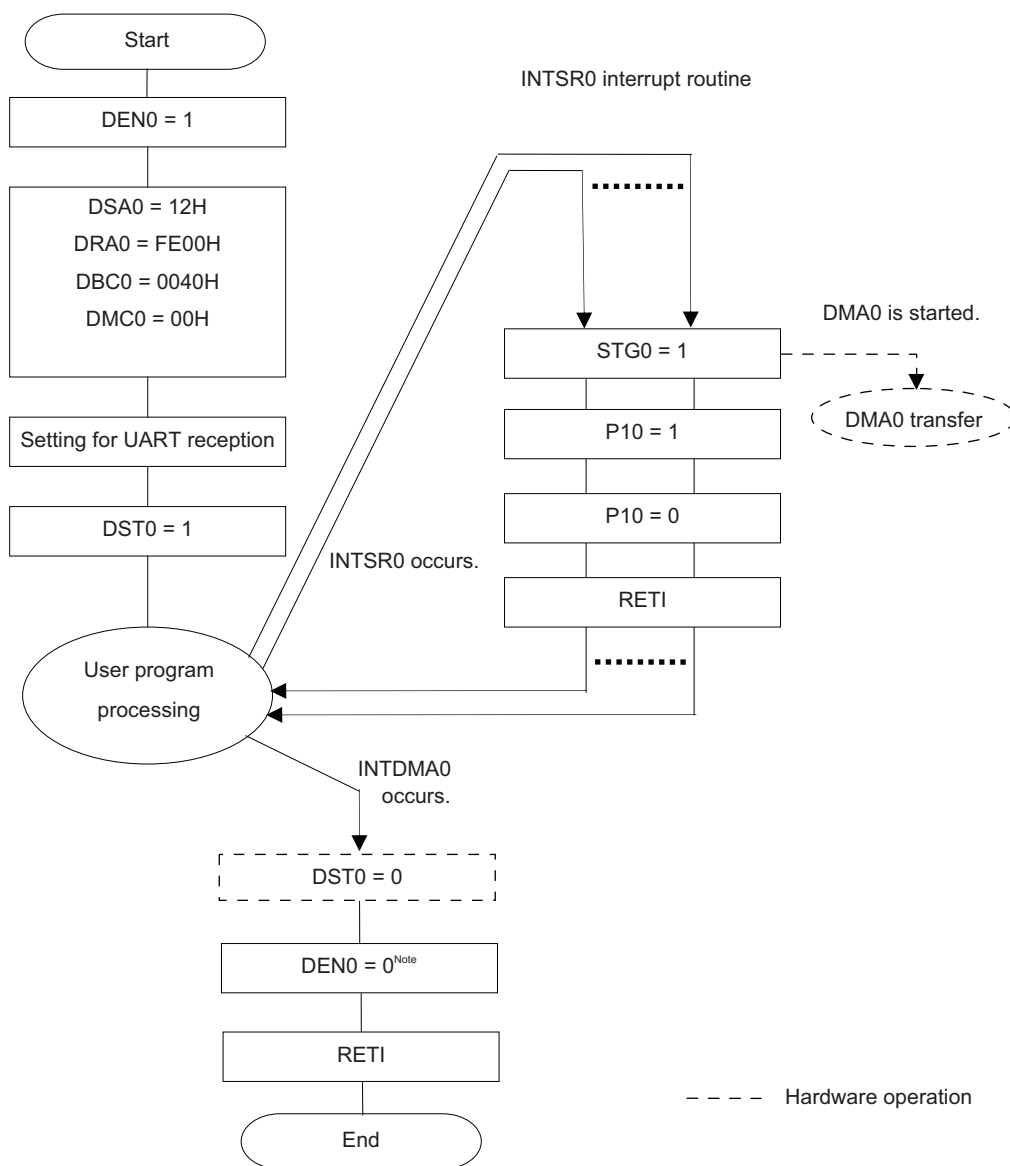 Start
DEN0 = 1
DSA0 = 12H
DRA0 = FE00H
DBC0 = 0040H
DMC0 = 00H
Setting for UART reception
DST0 = 1
User program
processing
INTSR0 occurs.
INTSR0 interrupt routine
STG0 = 1
DMA0 is started.
DMA0 transfer
P10 = 1
P10 = 0
RETI
INTDMA0
occurs.
DST0 = 0
DEN0 = 0Note
RETI
End
Hardware operation